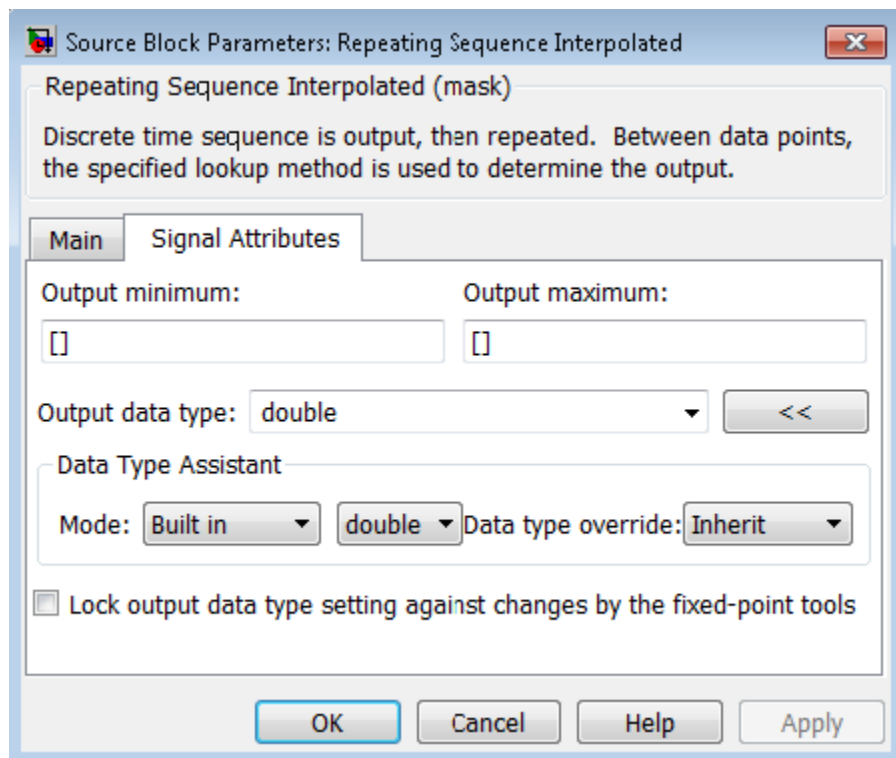 Source Block Parameters: Repeating Sequence Interpolated
Repeating Sequence Interpolated (mask)
Discrete time sequence is output, then repeated.  Between data points,
the specified lookup method is used to determine the output.
Main Signal Attributes
Output minimum: Output maximum:
[] []
Output data type: double <<
Data Type Assistant
Mode: Built in double Data type override: Inherit
Lock output data type setting against changes by the fixed-point tools
OK Cancel Help Apply